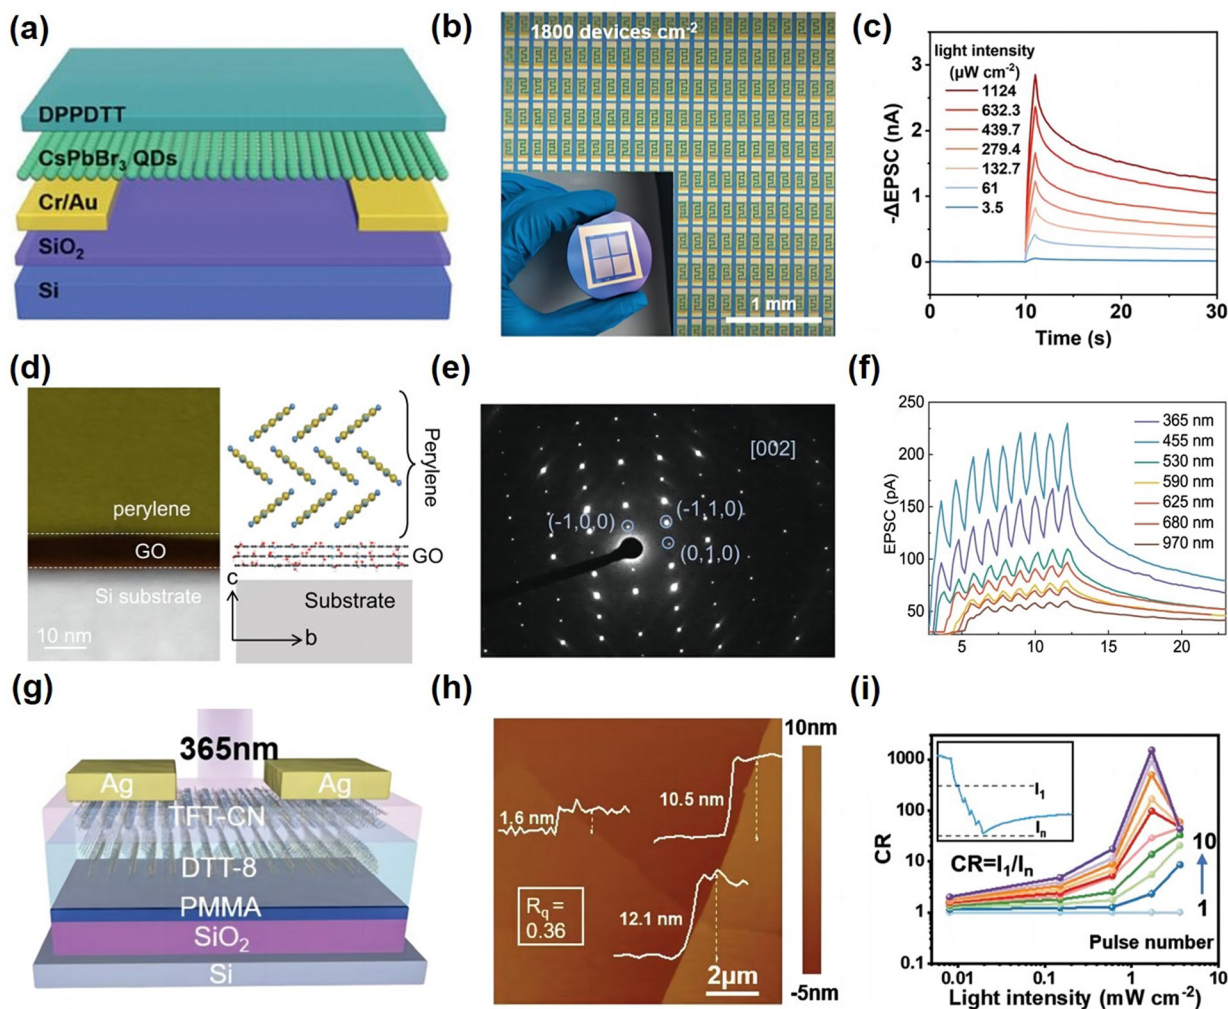 (a)
DPPDTT
CsPbBr₃ QDs
Cr/Au
SiO₂
Si
(b)
1800 devices cm⁻²
1 mm
(c)
light intensity
(μW cm⁻²)
1124
632.3
439.7
279.4
132.7
61
3.5
-ΔEPSC (nA)
3
2
1
0
0
10
20
30
Time (s)
(d)
perylene
GO
Si substrate
10 nm
Perylene
GO
c
Substrate
b
(e)
[002]
(-1,0,0)
(-1,1,0)
(0,1,0)
(f)
EPSC (pA)
250
200
150
100
50
5
10
15
20
365 nm
455 nm
530 nm
590 nm
625 nm
680 nm
970 nm
(g)
365nm
Ag
Ag
TFT-CN
DTT-8
PMMA
SiO₂
Si
(h)
10nm
1.6 nm
10.5 nm
12.1 nm
R_q =
0.36
2μm
-5nm
(i)
CR
1000
100
10
1
0.1
I₁
Iₙ
CR=I₁/Iₙ
10
1
Pulse number
0.01
0.1
1
10
Light intensity (mW cm⁻²)